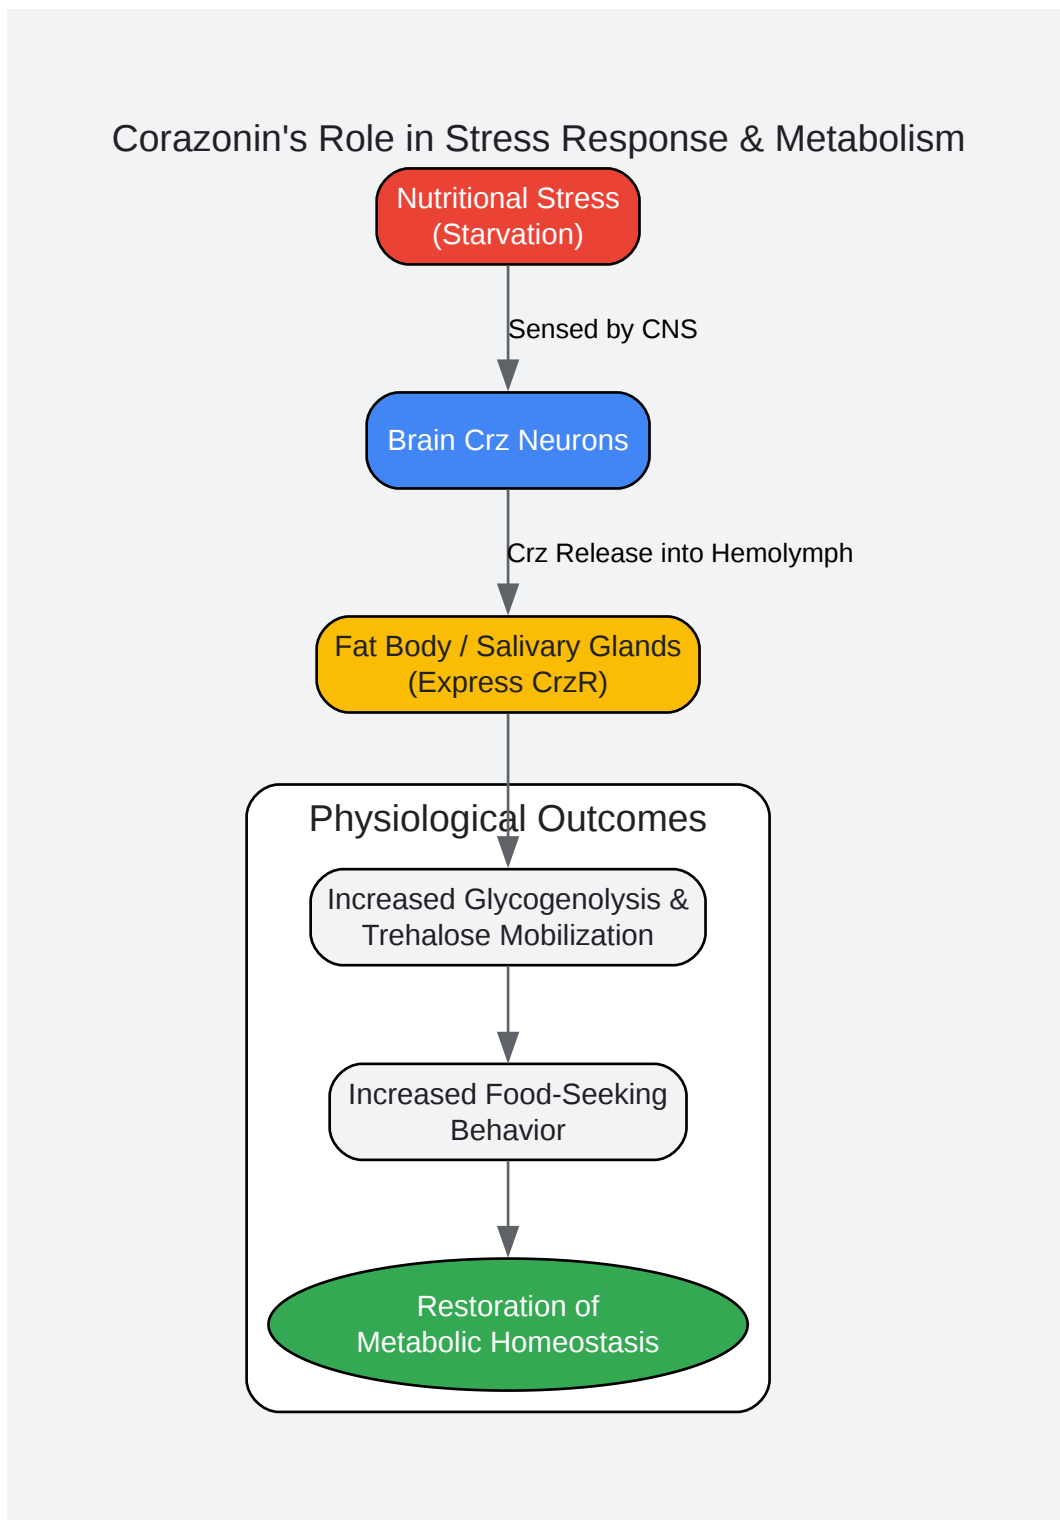 Corazonin's Role in Stress Response & Metabolism
Nutritional Stress
(Starvation)
Sensed by CNS
Brain Crz Neurons
Crz Release into Hemolymph
Fat Body / Salivary Glands
(Express CrzR)
Physiological Outcomes
Increased Glycogenolysis &
Trehalose Mobilization
Increased Food-Seeking
Behavior
Restoration of
Metabolic Homeostasis